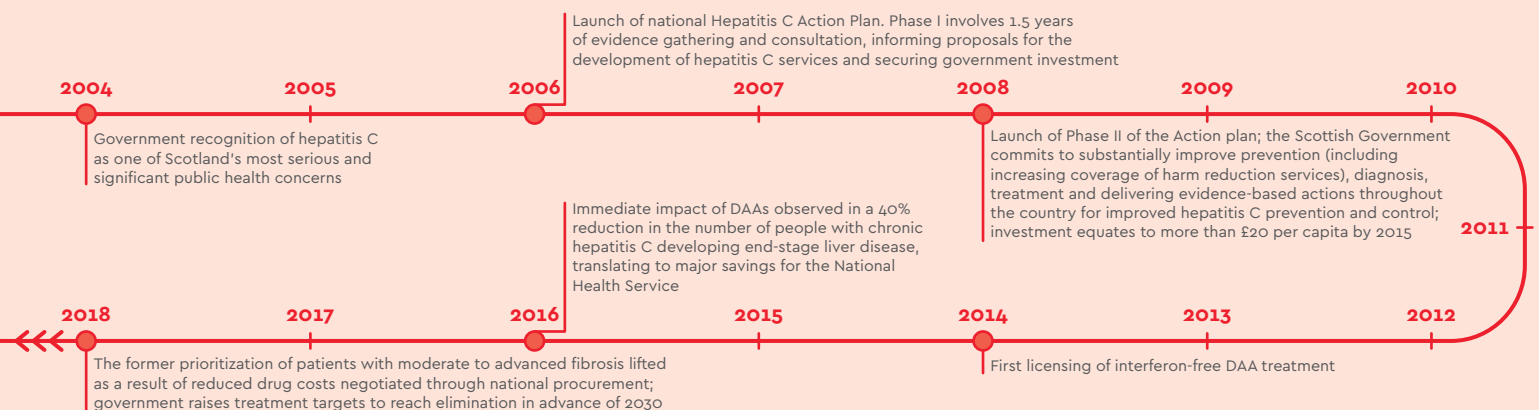 Launch of national Hepatitis C Action Plan. Phase I involves 1.5 years
of evidence gathering and consultation, informing proposals for the
development of hepatitis C services and securing government investment
2004 2005 2006 2007 2008 2009 2010
Government recognition of hepatitis C
as one of Scotland's most serious and
significant public health concerns
Launch of Phase II of the Action plan; the Scottish Government
commits to substantially improve prevention (including
increasing coverage of harm reduction services), diagnosis,
treatment and delivering evidence-based actions throughout
the country for improved hepatitis C prevention and control;
investment equates to more than £20 per capita by 2015
2011
Immediate impact of DAAs observed in a 40%
reduction in the number of people with chronic
hepatitis C developing end-stage liver disease,
translating to major savings for the National
Health Service
2018 2017 2016 2015 2014 2013 2012
The former prioritization of patients with moderate to advanced fibrosis lifted
as a result of reduced drug costs negotiated through national procurement;
government raises treatment targets to reach elimination in advance of 2030
First licensing of interferon-free DAA treatment